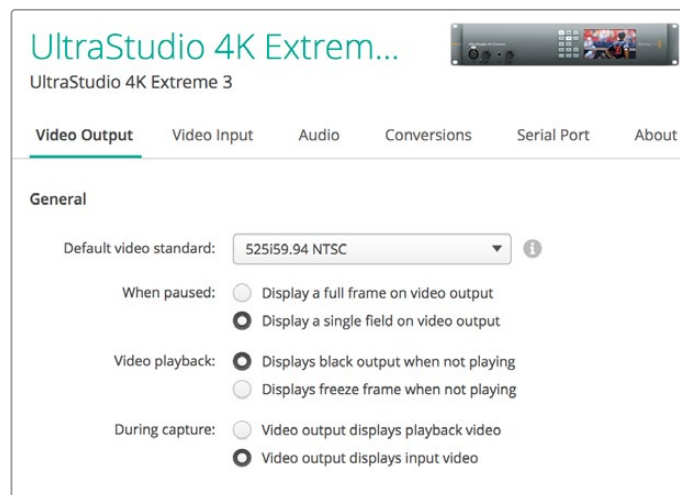 UltraStudio 4K Extrem...
UltraStudio 4K Extreme 3
Video Output Video Input Audio Conversions Serial Port About
General
Default video standard: 525i59.94 NTSC
When paused: Display a full frame on video output
Display a single field on video output
Video playback: Displays black output when not playing
Displays freeze frame when not playing
During capture: Video output displays playback video
Video output displays input video